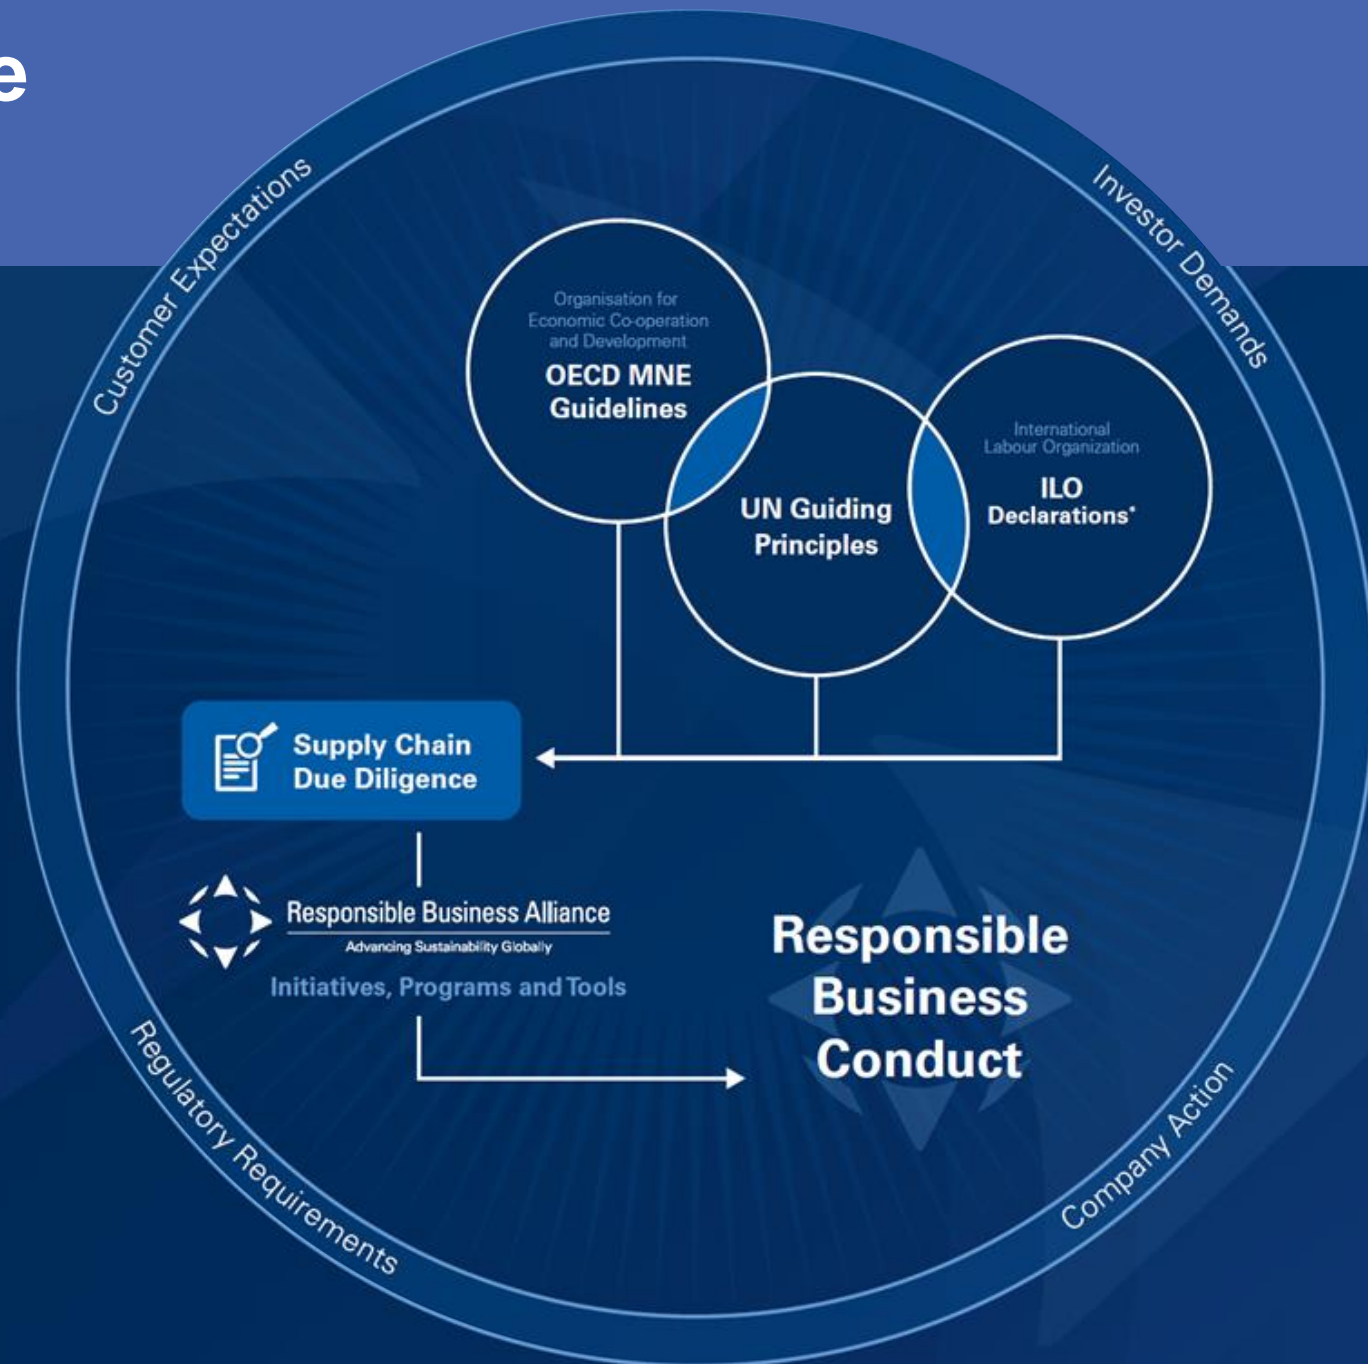 e
Customer Expectations
Investor Demands
Organisation for
Economic Co-operation
and Development
OECD MNE
Guidelines
UN Guiding
Principles
International
Labour Organization
ILO
Declarations*
Supply Chain
Due Diligence
Responsible Business Alliance
Advancing Sustainability Globally
Initiatives, Programs and Tools
Responsible
Business
Conduct
Regulatory Requirements
Company Action